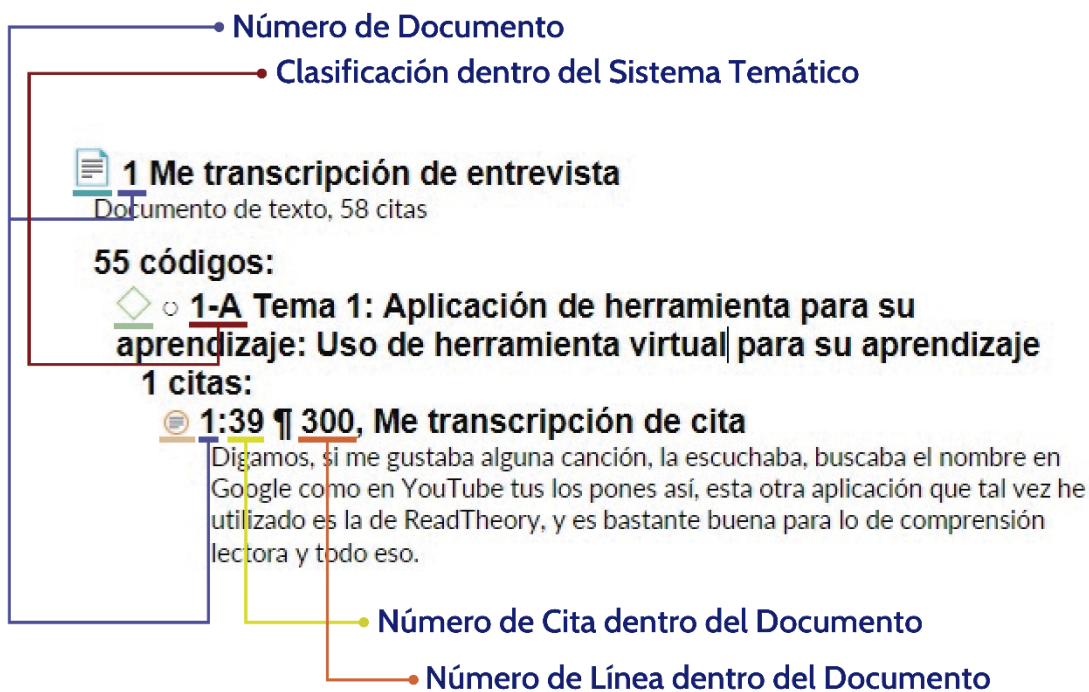 Número de Documento
Clasificación dentro del Sistema Temático
1 Me transcripción de entrevista
Documento de texto, 58 citas
55 códigos:
○ 1-A Tema 1: Aplicación de herramienta para su
aprendizaje: Uso de herramienta virtual para su aprendizaje
1 citas:
1:39 ¶ 300, Me transcripción de cita
Digamos, si me gustaba alguna canción, la escuchaba, buscaba el nombre en
Google como en YouTube tus los pones así, esta otra aplicación que tal vez he
utilizado es la de ReadTheory, y es bastante buena para lo de comprensión
lectora y todo eso.
Número de Cita dentro del Documento
Número de Línea dentro del Documento